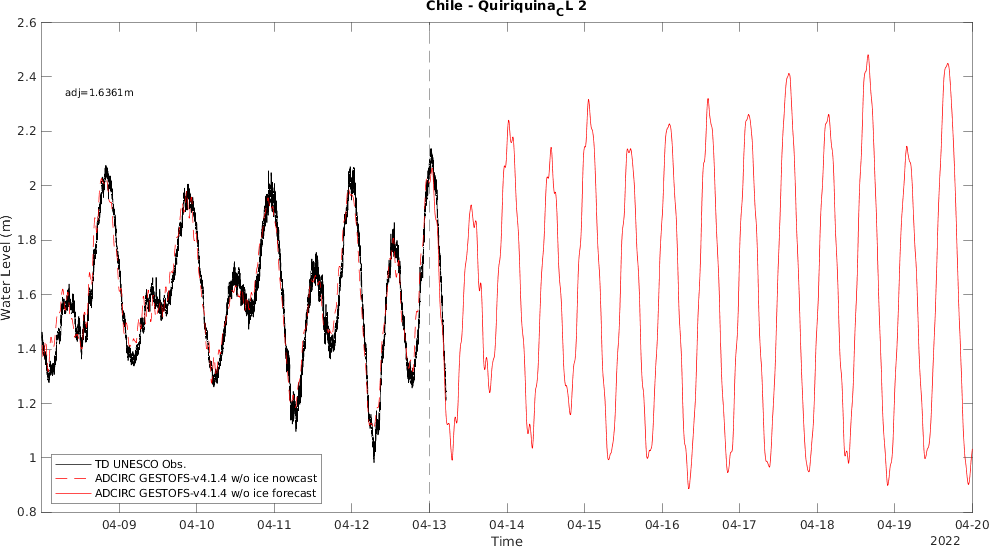 Chile - Quiriquina_CL 2
2.6
2.4
2.2
2
1.8
1.6
1.4
1.2
1
0.8
Water Level (m)
adj=1.6361m
TD UNESCO Obs.
ADCIRC GESTOFS-v4.1.4 w/o ice nowcast
ADCIRC GESTOFS-v4.1.4 w/o ice forecast
04-09 04-10 04-11 04-12 04-13 04-14 04-15 04-16 04-17 04-18 04-19 04-20
Time
2022